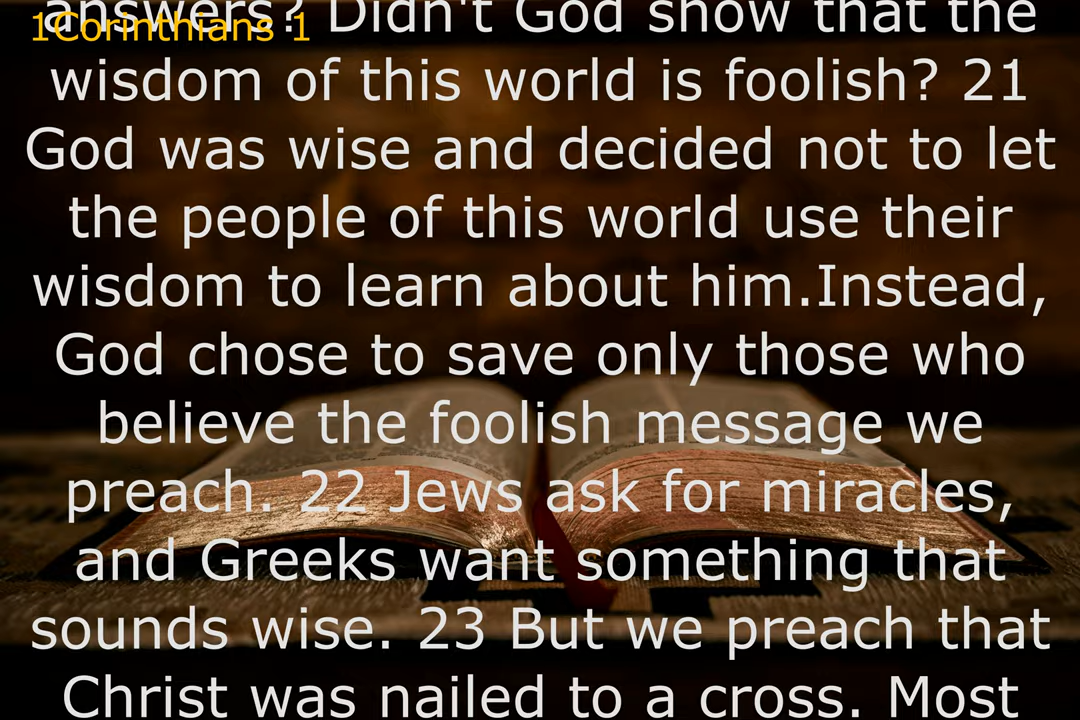 answers? Didn't God show that the
1Corinthians 1
wisdom of this world is foolish? 21
God was wise and decided not to let
the people of this world use their
wisdom to learn about him.Instead,
God chose to save only those who
believe the foolish message we
preach. 22 Jews ask for miracles,
and Greeks want something that
sounds wise. 23 But we preach that
Christ was nailed to a cross. Most